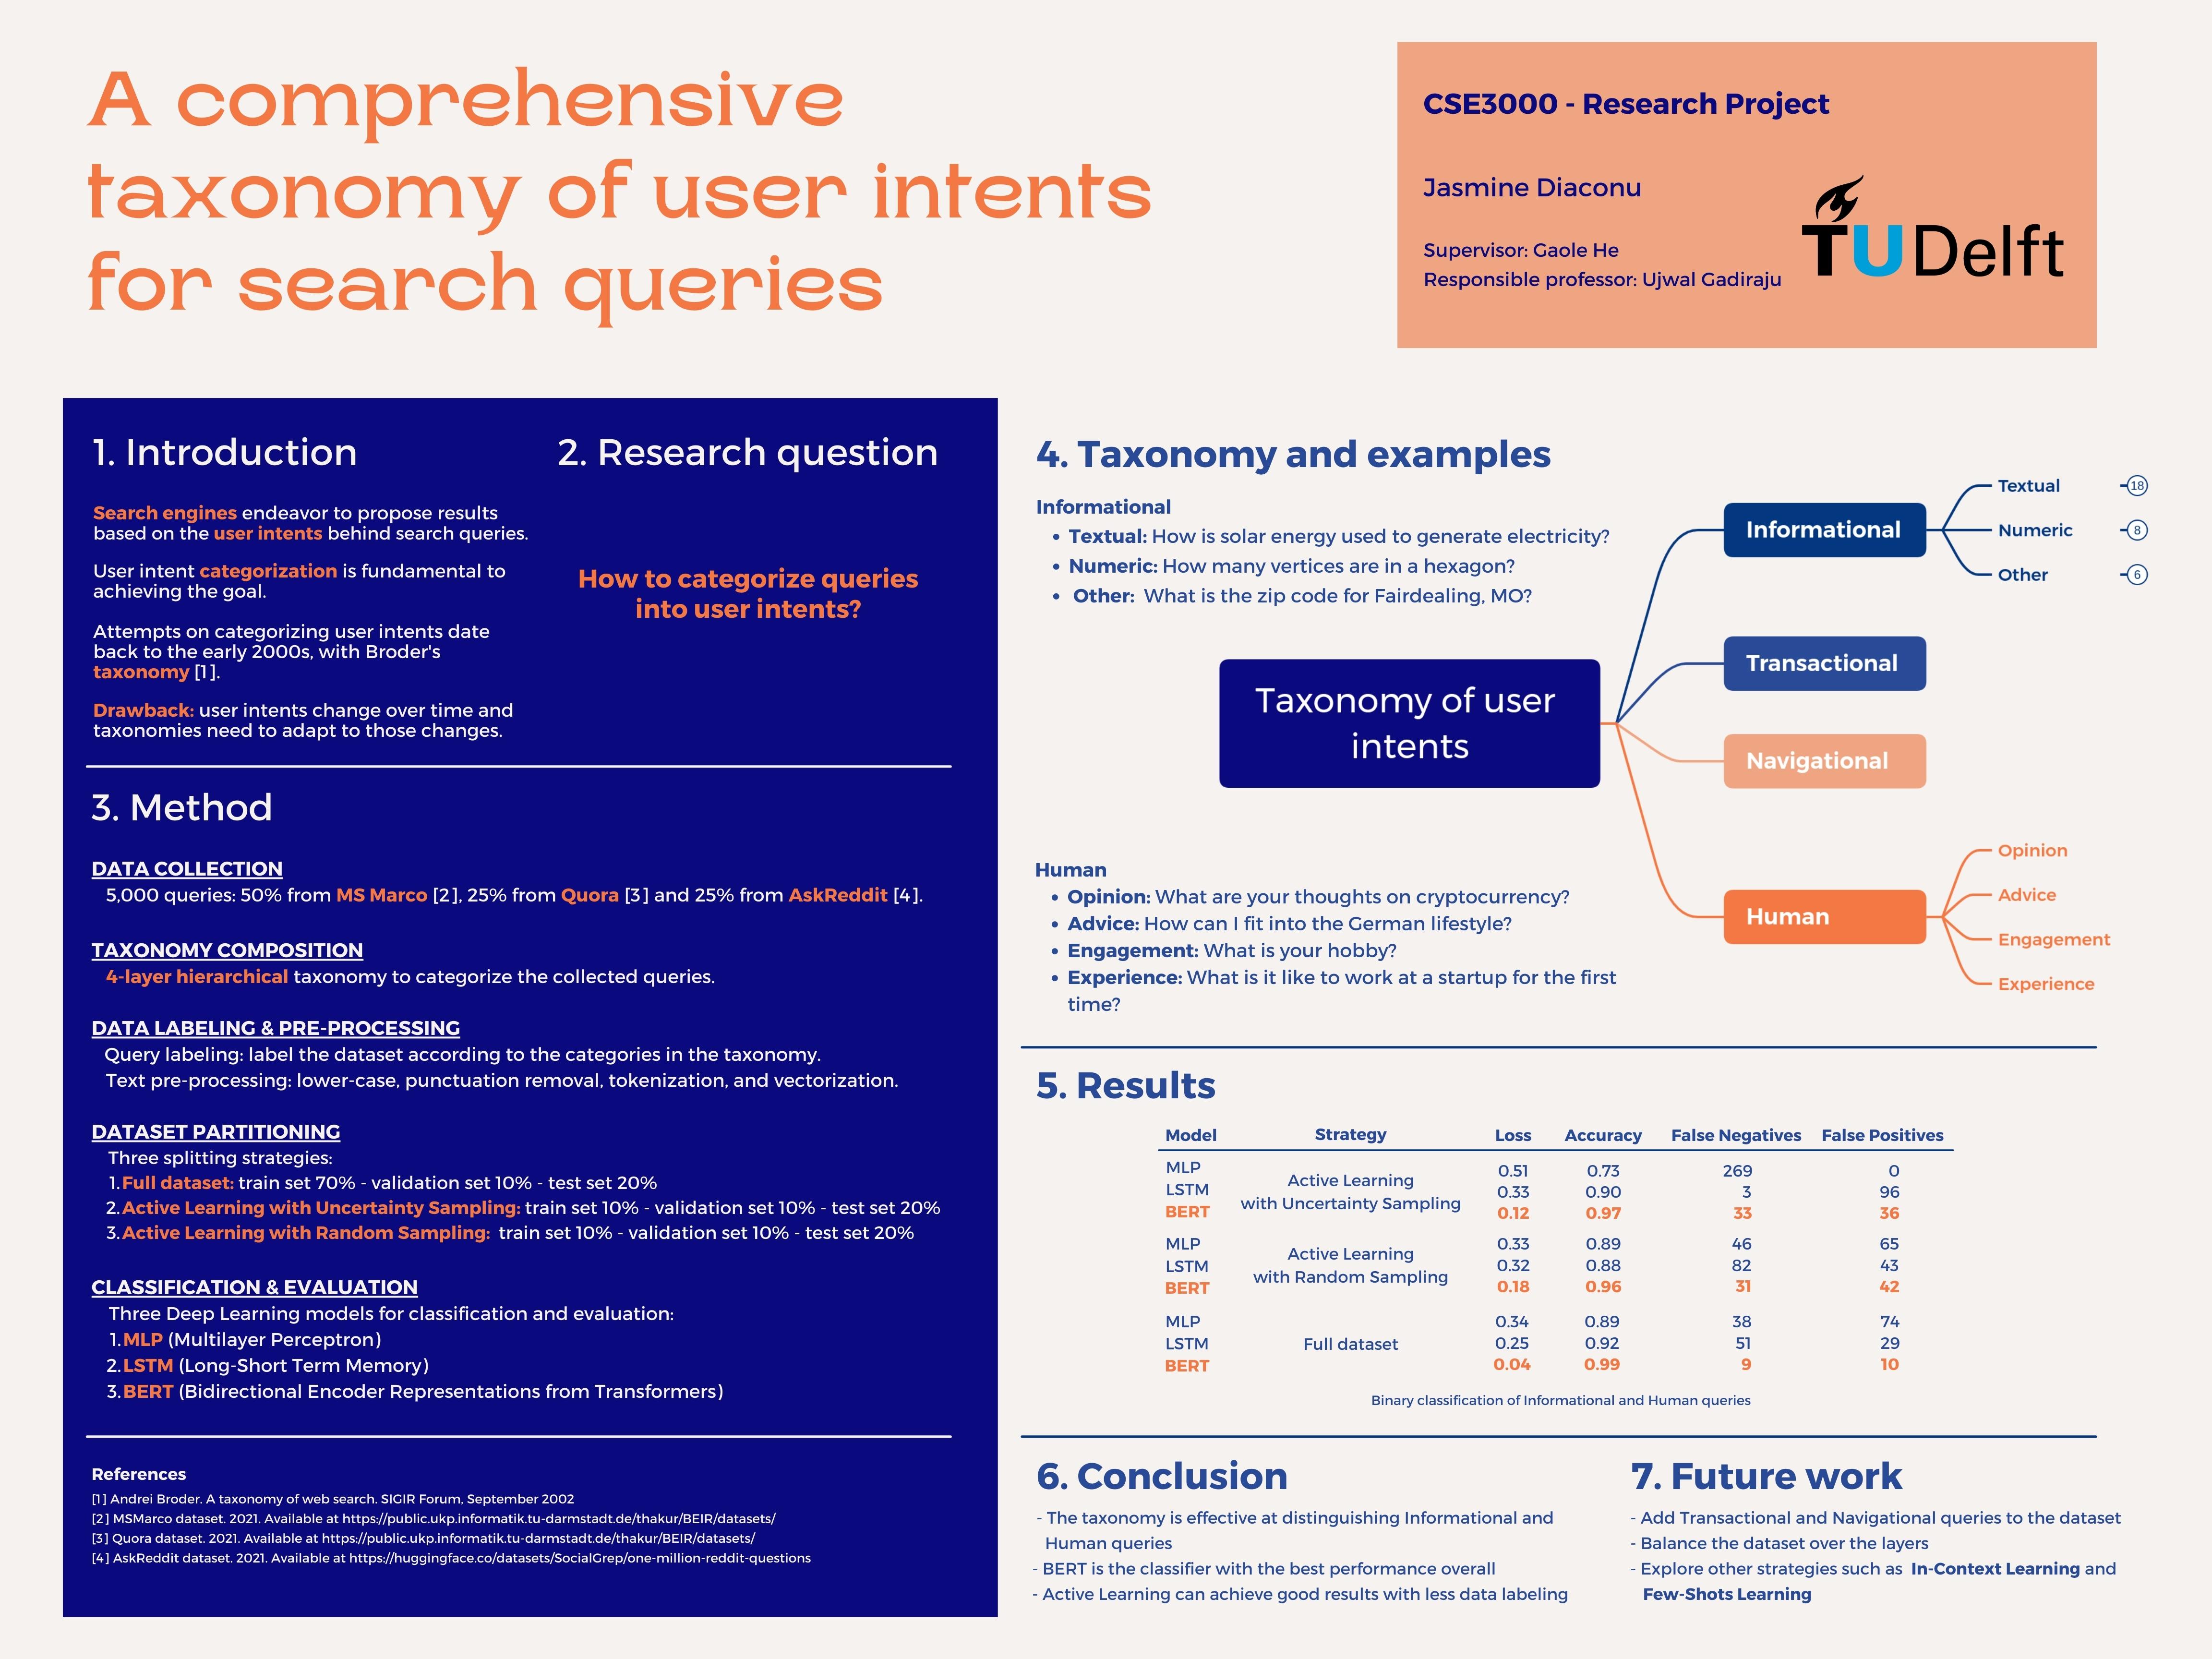 A comprehensive
taxonomy of user intents
for search queries
CSE3000 - Research Project
Jasmine Diaconu
Supervisor: Gaole He
Responsible professor: Ujwal Gadiraju
TU Delft
1. Introduction
Search engines endeavor to propose results
based on the user intents behind search queries.
User intent categorization is fundamental to
achieving the goal.
Attempts on categorizing user intents date
back to the early 2000s, with Broder's
taxonomy [1].
Drawback: user intents change over time and
taxonomies need to adapt to those changes.
2. Research question
How to categorize queries
into user intents?
3. Method
DATA COLLECTION
5,000 queries: 50% from MS Marco [2], 25% from Quora [3] and 25% from AskReddit [4].
TAXONOMY COMPOSITION
4-layer hierarchical taxonomy to categorize the collected queries.
DATA LABELING & PRE-PROCESSING
Query labeling: label the dataset according to the categories in the taxonomy.
Text pre-processing: lower-case, punctuation removal, tokenization, and vectorization.
DATASET PARTITIONING
Three splitting strategies:
1. Full dataset: train set 70% - validation set 10% - test set 20%
2. Active Learning with Uncertainty Sampling: train set 10% - validation set 10% - test set 20%
3. Active Learning with Random Sampling: train set 10% - validation set 10% - test set 20%
CLASSIFICATION & EVALUATION
Three Deep Learning models for classification and evaluation:
1. MLP (Multilayer Perceptron)
2. LSTM (Long-Short Term Memory)
3. BERT (Bidirectional Encoder Representations from Transformers)
References
[1] Andrei Broder. A taxonomy of web search. SIGIR Forum, September 2002
[2] MSMarco dataset. 2021. Available at https://public.ukp.informatik.tu-darmstadt.de/thakur/BEIR/datasets/
[3] Quora dataset. 2021. Available at https://public.ukp.informatik.tu-darmstadt.de/thakur/BEIR/datasets/
[4] AskReddit dataset. 2021. Available at https://huggingface.co/datasets/SocialGrep/one-million-reddit-questions
4. Taxonomy and examples
Informational
• Textual: How is solar energy used to generate electricity?
• Numeric: How many vertices are in a hexagon?
• Other: What is the zip code for Fairdealing, MO?
Taxonomy of user
intents
Informational
Textual 18
Numeric 8
Other 6
Transactional
Navigational
Human
Opinion
Advice
Engagement
Experience
Human
• Opinion: What are your thoughts on cryptocurrency?
• Advice: How can I fit into the German lifestyle?
• Engagement: What is your hobby?
• Experience: What is it like to work at a startup for the first
time?
5. Results
Model Strategy Loss Accuracy False Negatives False Positives
MLP 0.51 0.73 269 0
Active Learning
LSTM 0.33 0.90 3 96
with Uncertainty Sampling
BERT 0.12 0.97 33 36
MLP 0.33 0.89 46 65
Active Learning
LSTM 0.32 0.88 82 43
with Random Sampling
BERT 0.18 0.96 31 42
MLP 0.34 0.89 38 74
LSTM Full dataset 0.25 0.92 51 29
BERT 0.04 0.99 9 10
Binary classification of Informational and Human queries
6. Conclusion
- The taxonomy is effective at distinguishing Informational and
Human queries
- BERT is the classifier with the best performance overall
- Active Learning can achieve good results with less data labeling
7. Future work
- Add Transactional and Navigational queries to the dataset
- Balance the dataset over the layers
- Explore other strategies such as In-Context Learning and
Few-Shots Learning